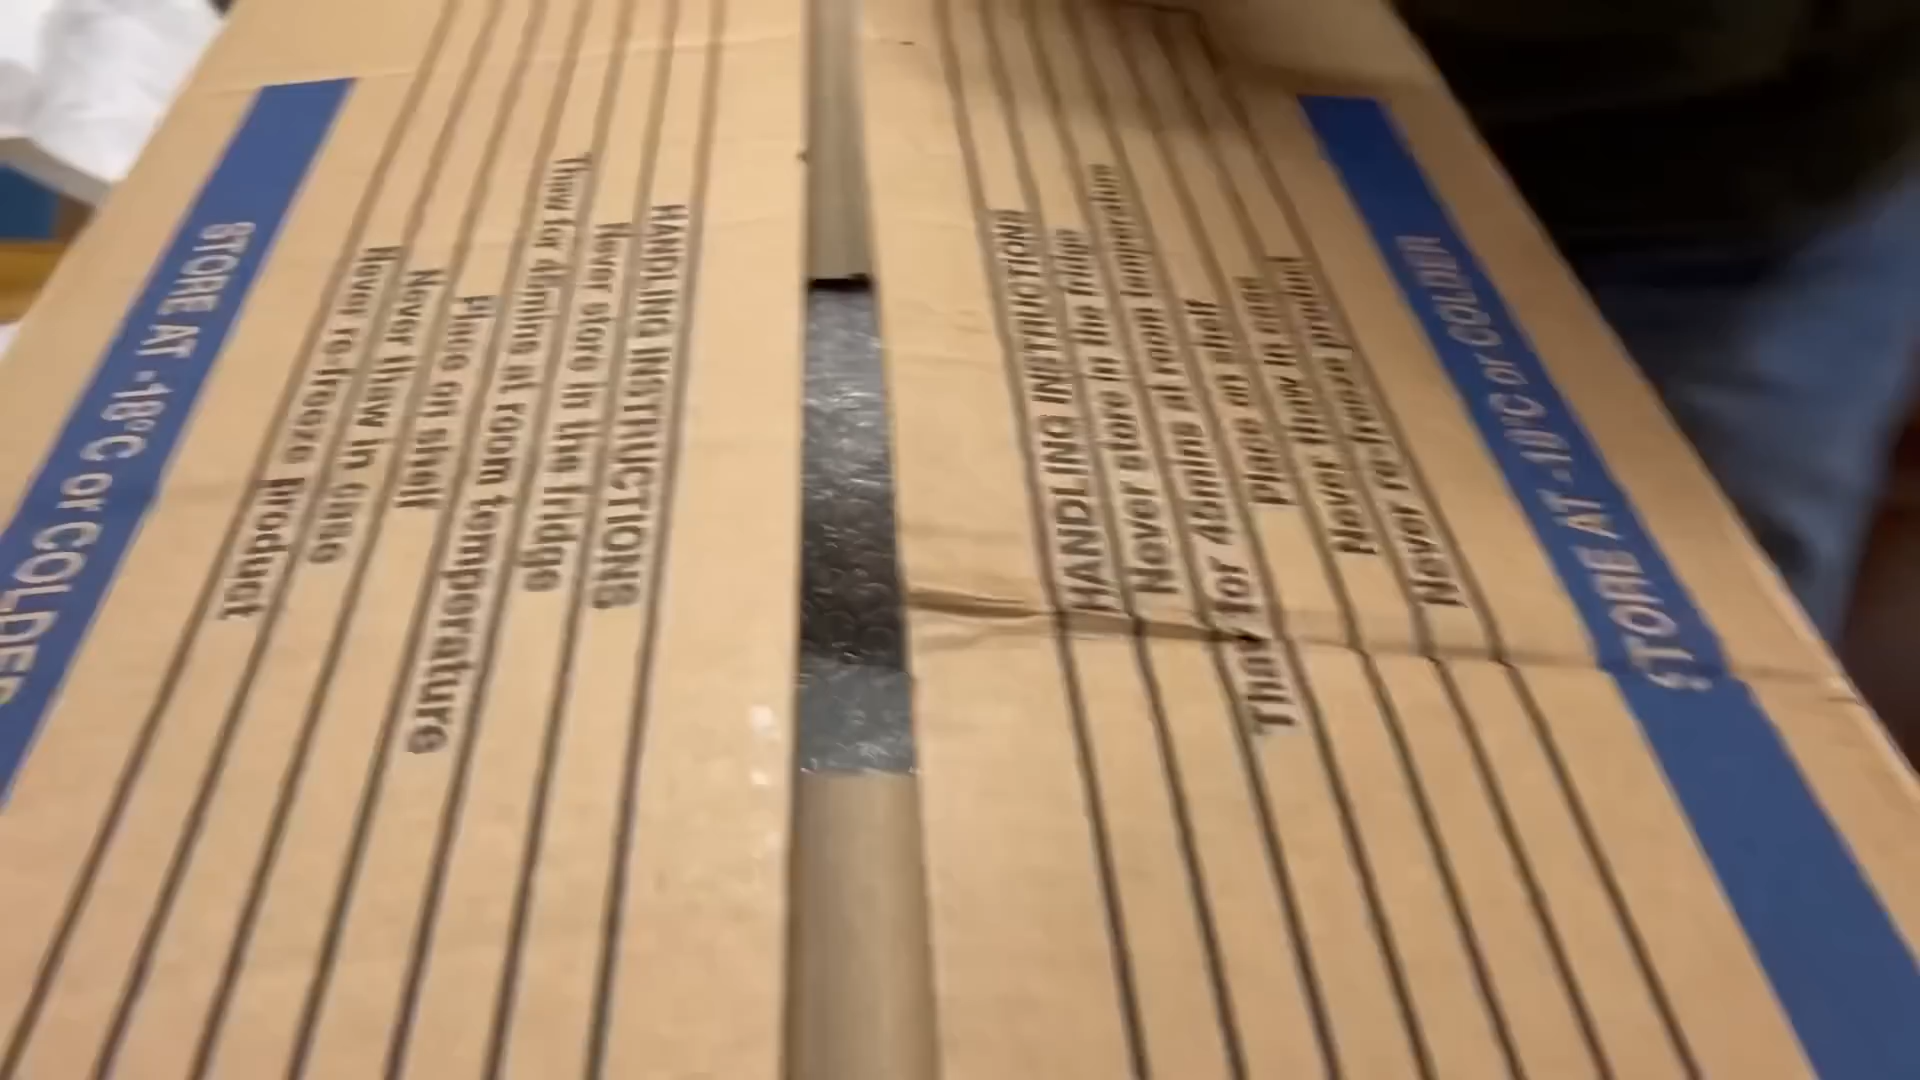 HANDLING INSTRUCTIONS
Never store in the fridge
Thaw for 45mins at room temperature
Place on shelf
Never thaw in case
Never re-freeze product
STORE AT -18°C or COLDER
HANDLING INSTRUCTIONS
Never store in the fridge
Thaw for 45mins at room temperature
Place on shelf
Never thaw in case
Never re-freeze product
STORE AT -18°C or COLDER